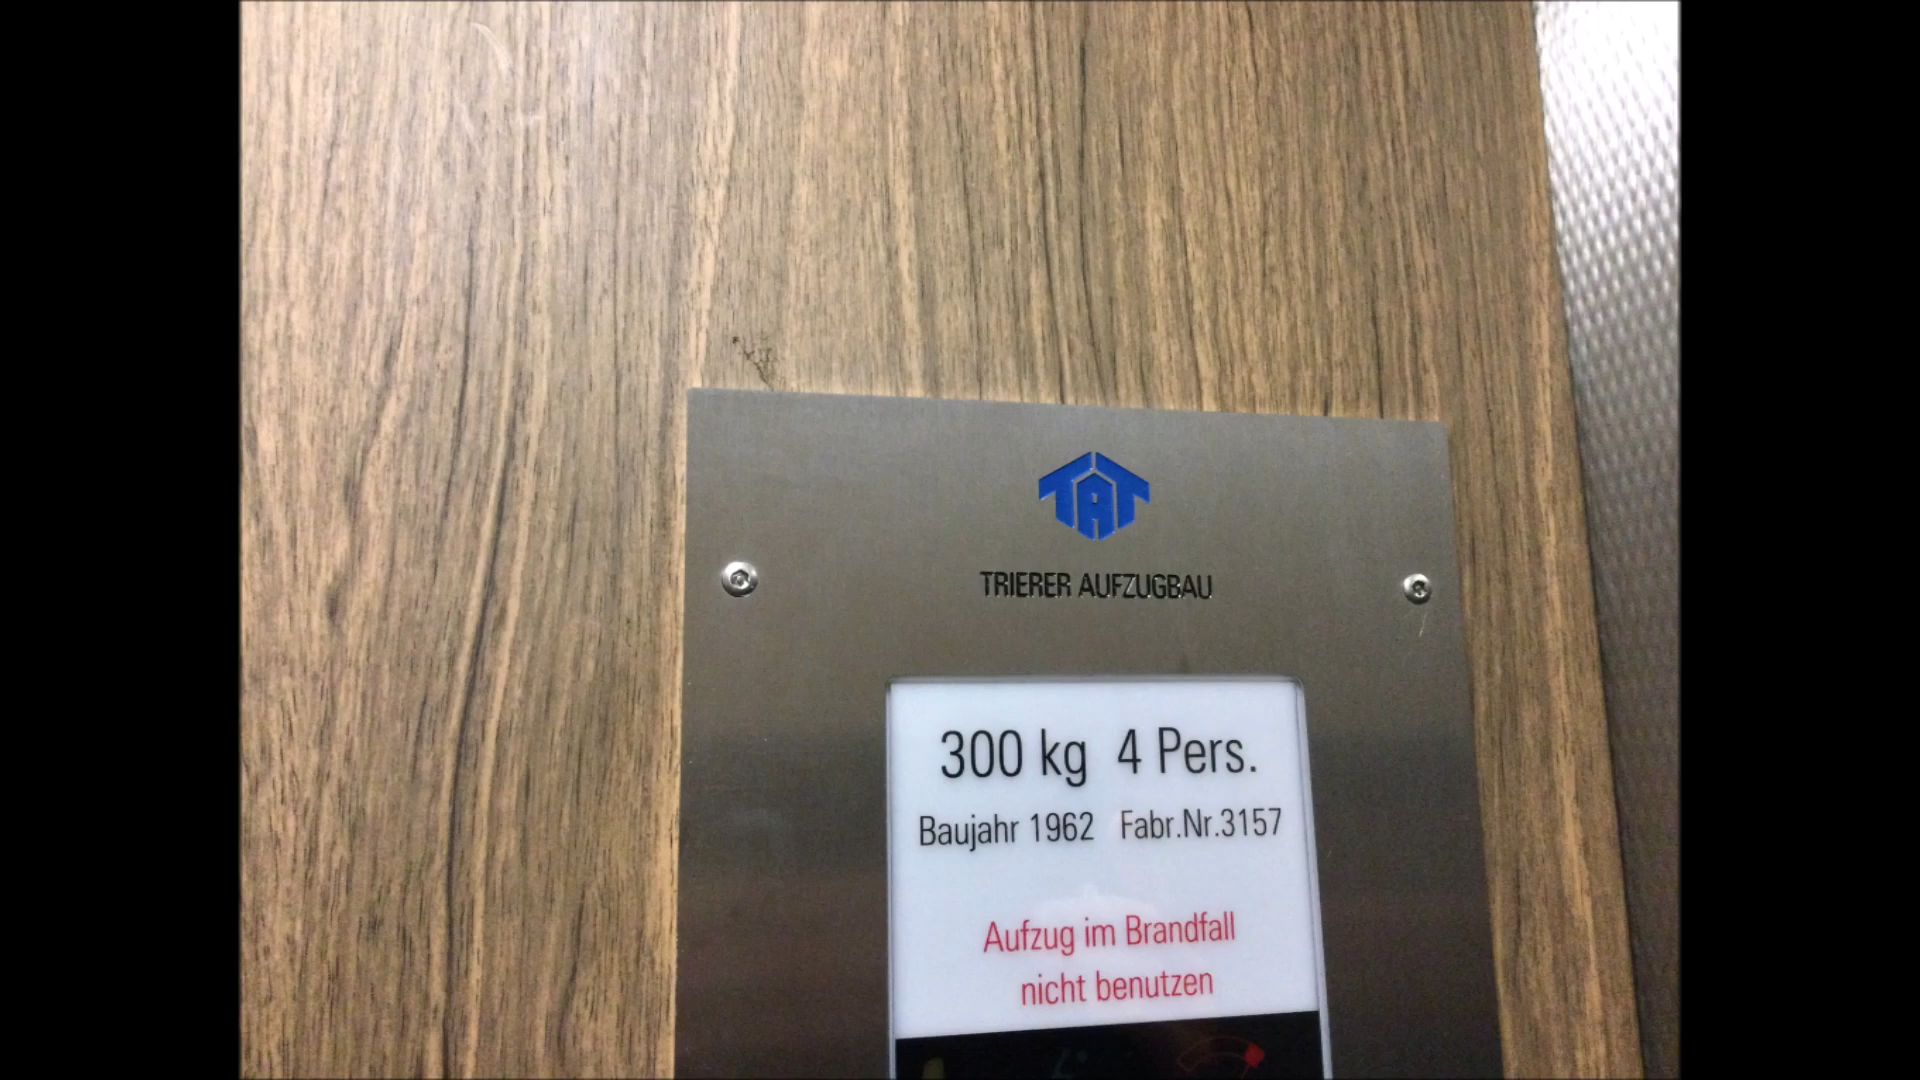 TAT
TRIERER AUFZUGBAU
300 kg 4 Pers.
Baujahr 1962 Fabr.Nr.3157
Aufzug im Brandfall
nicht benutzen